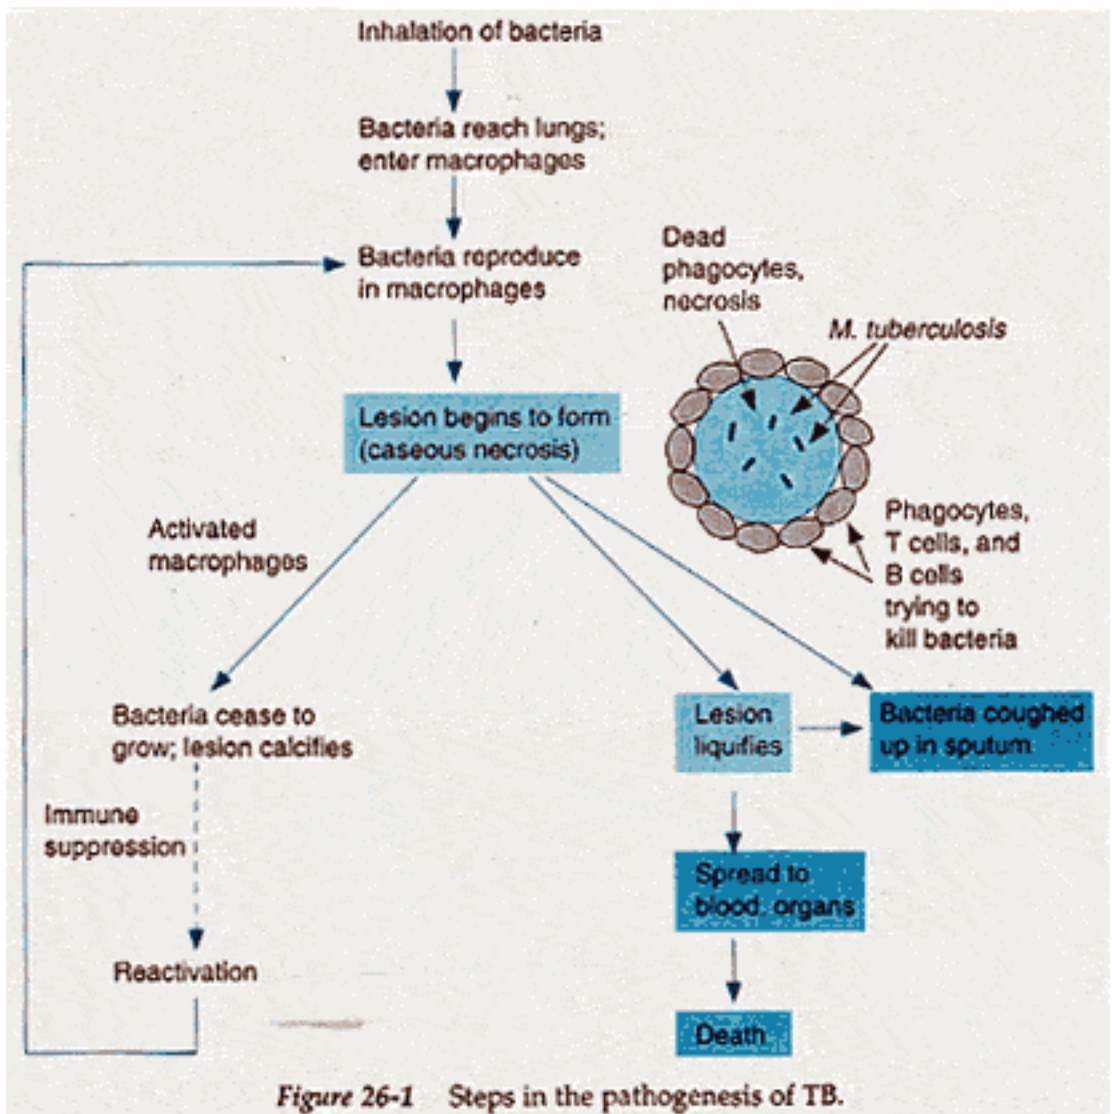 Inhalation of bacteria
Bacteria reach lungs;
enter macrophages
Bacteria reproduce
in macrophages
Lesion begins to form
(caseous necrosis)
Dead
phagocytes,
necrosis
M. tuberculosis
Phagocytes,
T cells, and
B cells
trying to
kill bacteria
Activated
macrophages
Bacteria cease to
grow; lesion calcifies
Lesion
liquifies
Bacteria coughed
up in sputum
Immune
suppression
Spread to
blood, organs
Reactivation
Death
Figure 26-1 Steps in the pathogenesis of TB.